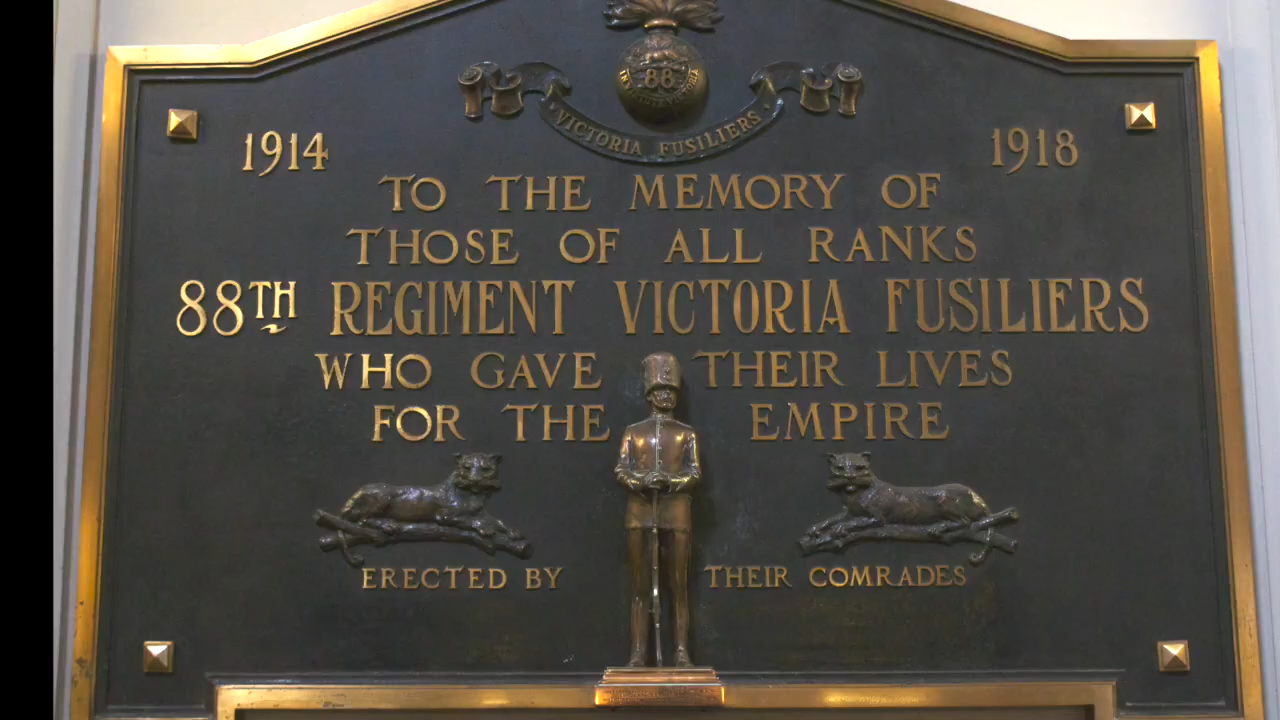 88
VICTORIA FUSILIERS
1914 1918
TO THE MEMORY OF
THOSE OF ALL RANKS
88TH REGIMENT VICTORIA FUSILIERS
WHO GAVE THEIR LIVES
FOR THE EMPIRE
ERECTED BY THEIR COMRADES